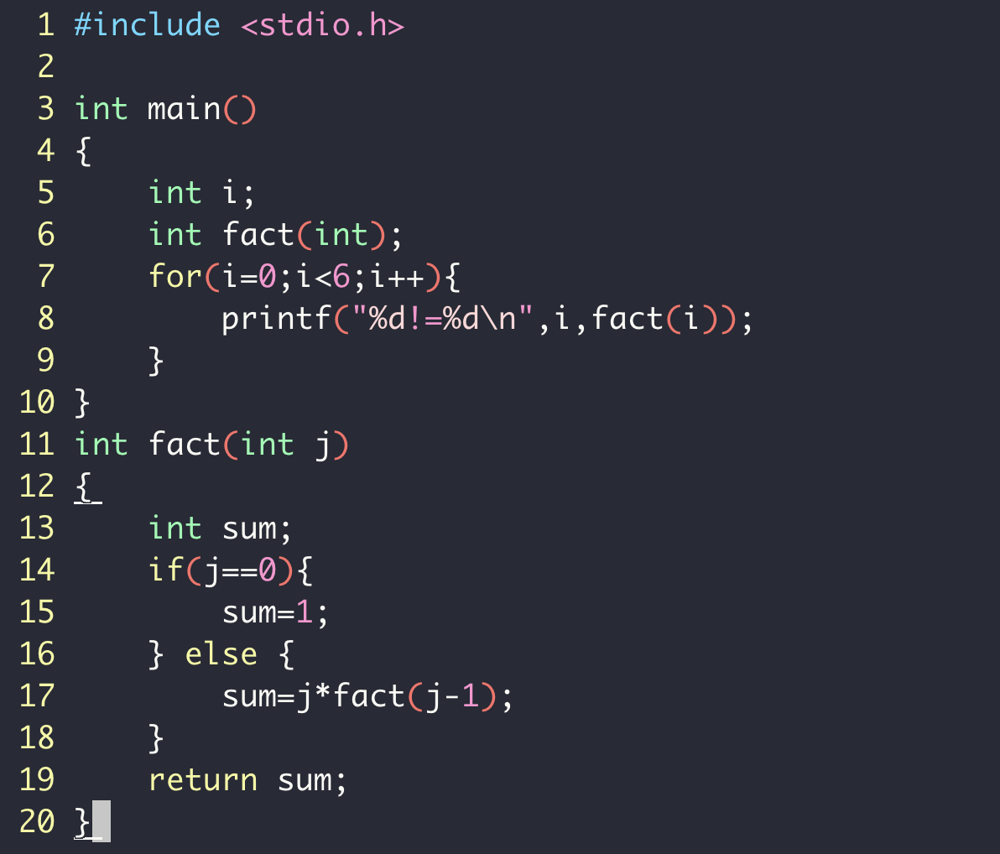 1 #include <stdio.h>
2
3 int main()
4 {
5     int i;
6     int fact(int);
7     for(i=0;i<6;i++){
8         printf("%d!=%d\n",i,fact(i));
9     }
10 }
11 int fact(int j)
12 {
13     int sum;
14     if(j==0){
15         sum=1;
16     } else {
17         sum=j*fact(j-1);
18     }
19     return sum;
20 }